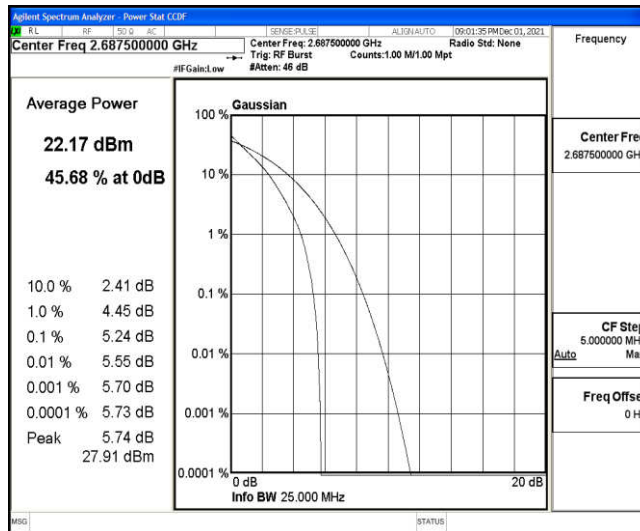 Agilent Spectrum Analyzer - Power Stat CCDF
RL RF 50 Ω AC SENSE:PULSE ALIGNAUTO 09:01:35 PM Dec 01, 2021
Center Freq 2.687500000 GHz
Center Freq: 2.687500000 GHz Radio Std: None
Trig: RF Burst Counts:1.00 M/1.00 Mpt
#IFGain:Low #Atten: 46 dB
Frequency
Average Power
22.17 dBm
45.68 % at 0dB
10.0 % 2.41 dB
1.0 % 4.45 dB
0.1 % 5.24 dB
0.01 % 5.55 dB
0.001 % 5.70 dB
0.0001 % 5.73 dB
Peak 5.74 dB
27.91 dBm
Gaussian
100 %
10 %
1 %
0.1 %
0.01 %
0.001 %
0.0001 %
0 dB 20 dB
Info BW 25.000 MHz
Center Fre
2.687500000 GH
CF Ste
5.000000 MH
Auto Ma
Freq Offse
0 H
MSG STATUS